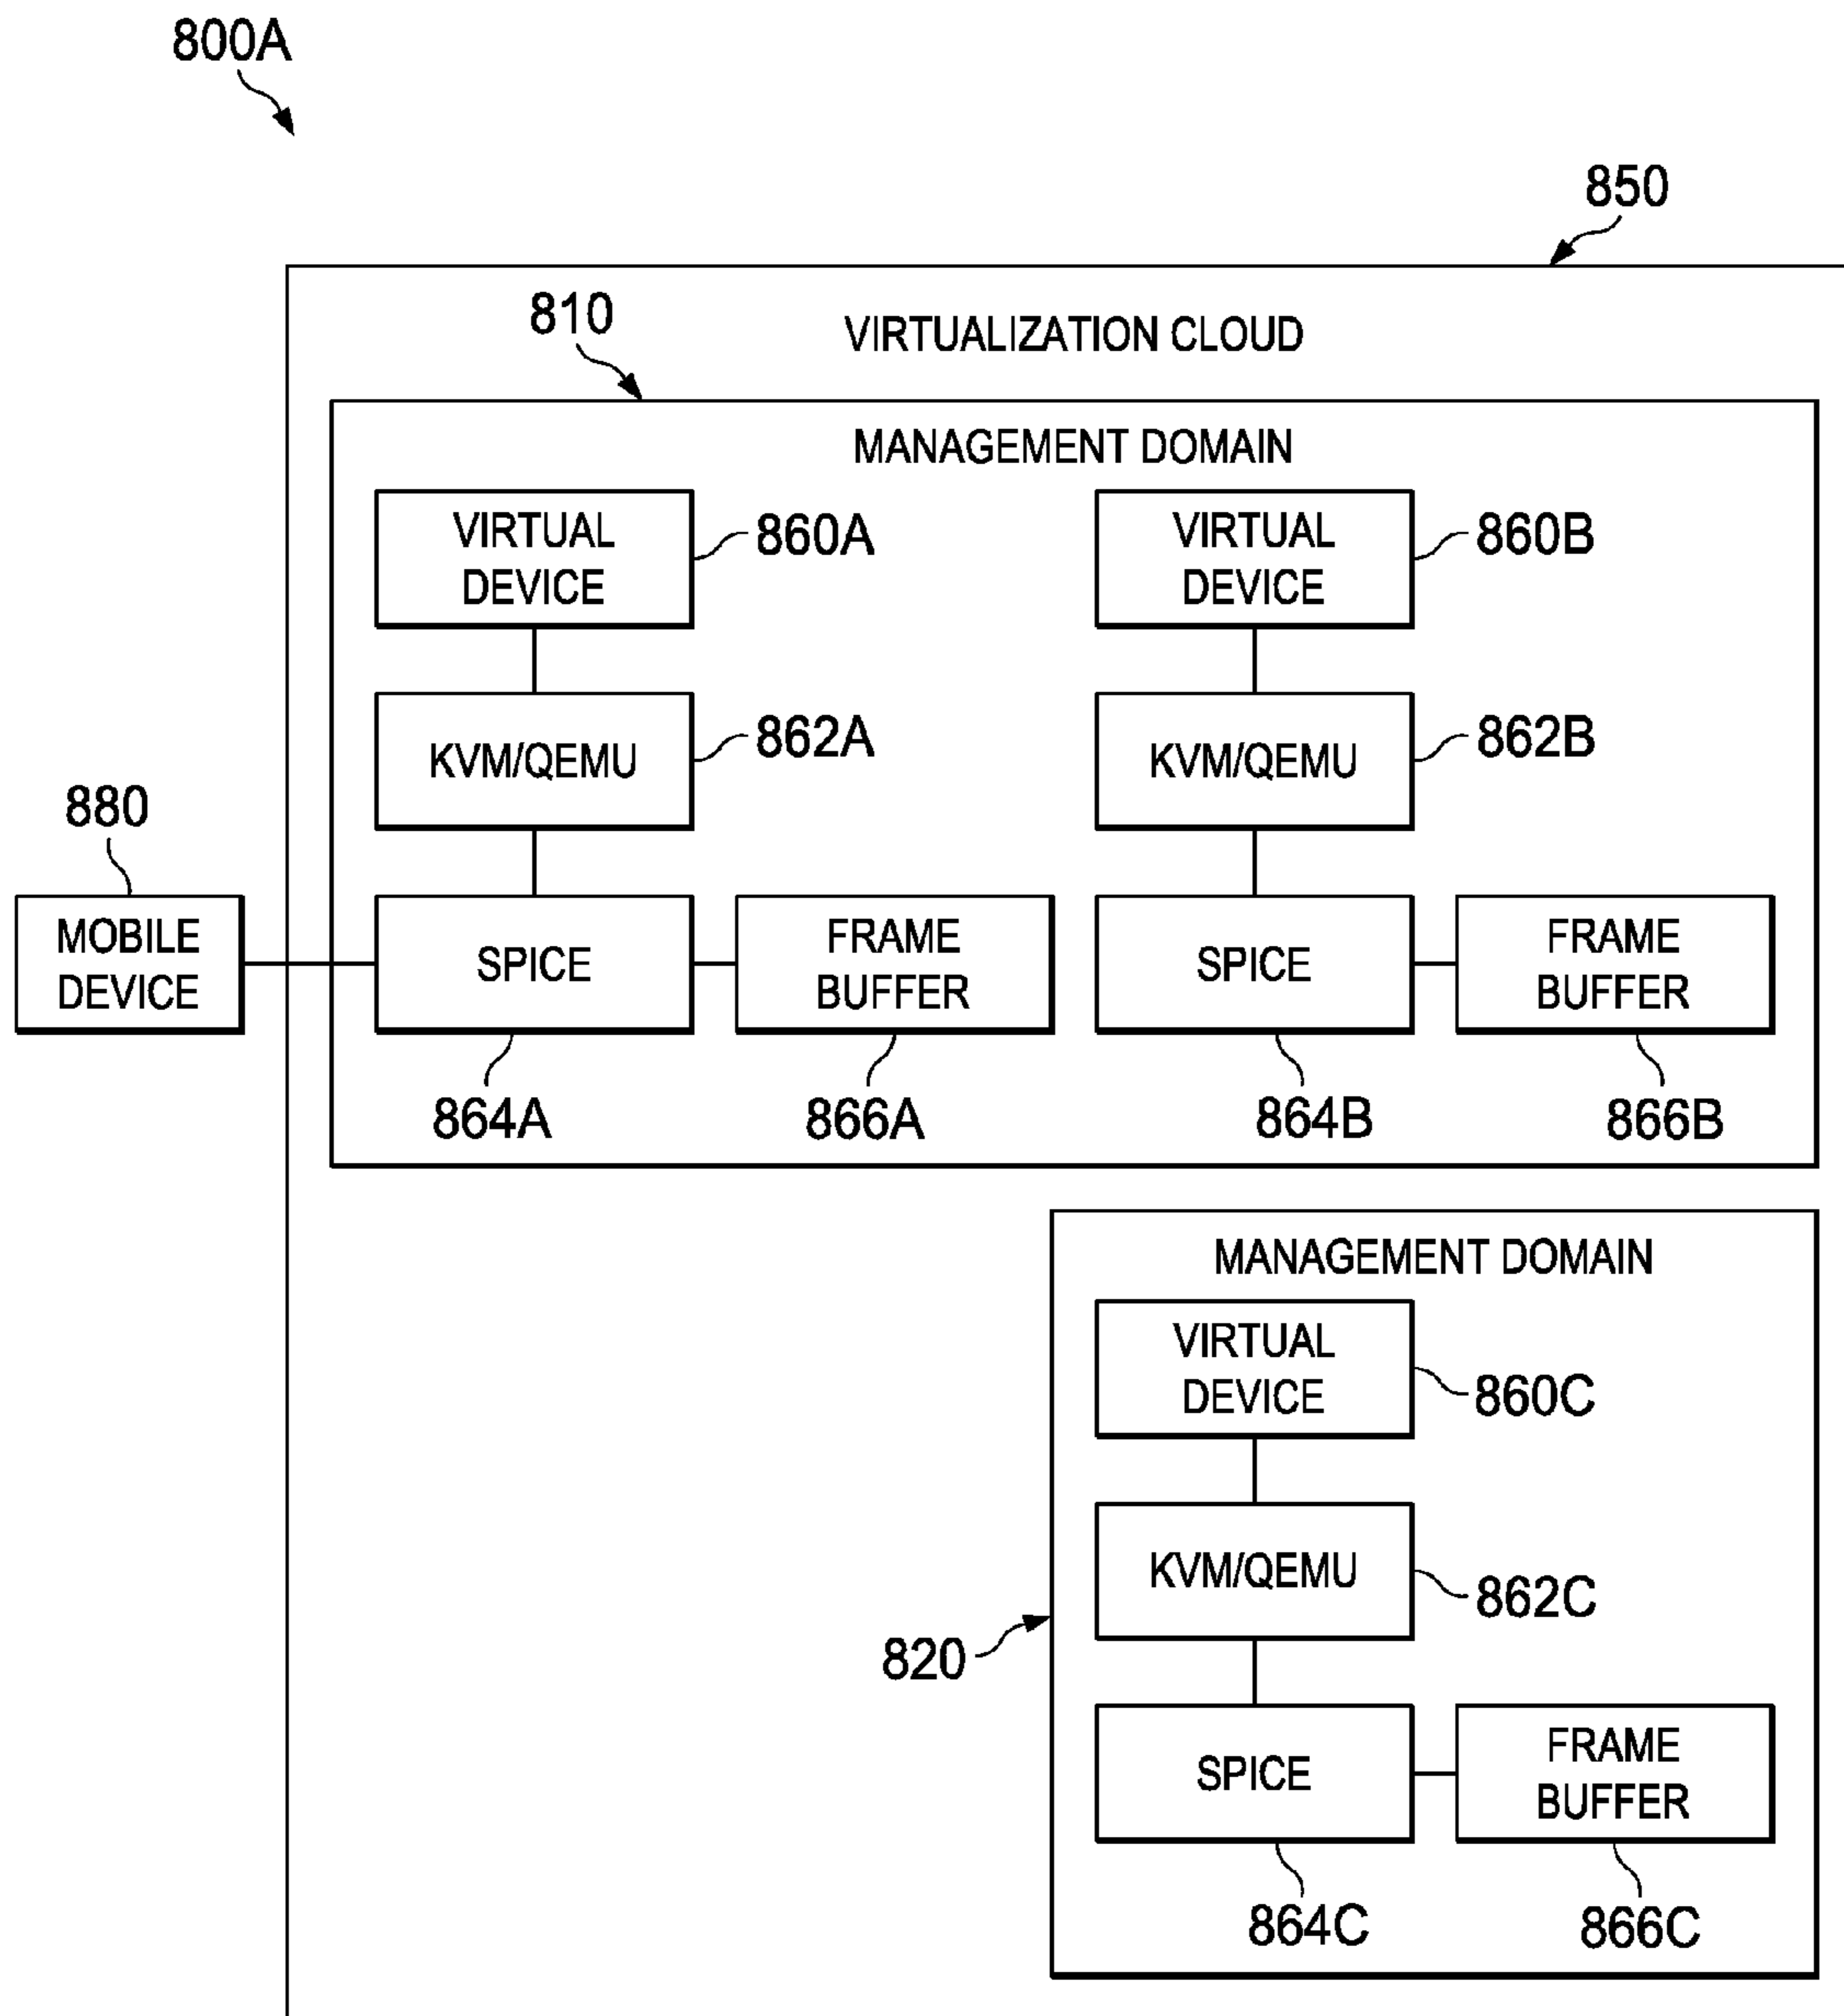 800A
850
810
VIRTUALIZATION CLOUD
MANAGEMENT DOMAIN
VIRTUAL
DEVICE
860A
VIRTUAL
DEVICE
860B
KVM/QEMU
862A
KVM/QEMU
862B
880
MOBILE
DEVICE
SPICE
FRAME
BUFFER
SPICE
FRAME
BUFFER
864A
866A
864B
866B
MANAGEMENT DOMAIN
VIRTUAL
DEVICE
860C
KVM/QEMU
862C
820
SPICE
FRAME
BUFFER
864C
866C